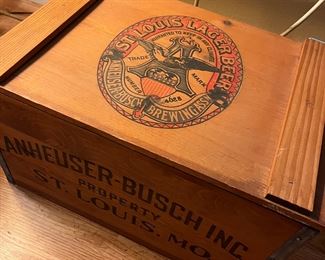 ST. LOUIS LAGER BEER
TRADE MARK
ANHEUSER-BUSCH BREWING ASS'N
ANHEUSER-BUSCH INC
PROPERTY
ST. LOUIS, MO.